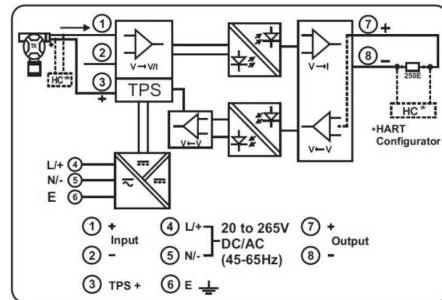 1
7
+
TX
+
HC*
2
V→V/I
V→I
8
-
250E
3
+
TPS
HC*
V←V
V←V
*HART
Configurator
L/+ 4
N/- 5
E 6
1 + 4 L/+ 20 to 265V 7 +
Input DC/AC Output
2 - 5 N/- (45-65Hz) 8 -
3 TPS + 6 E